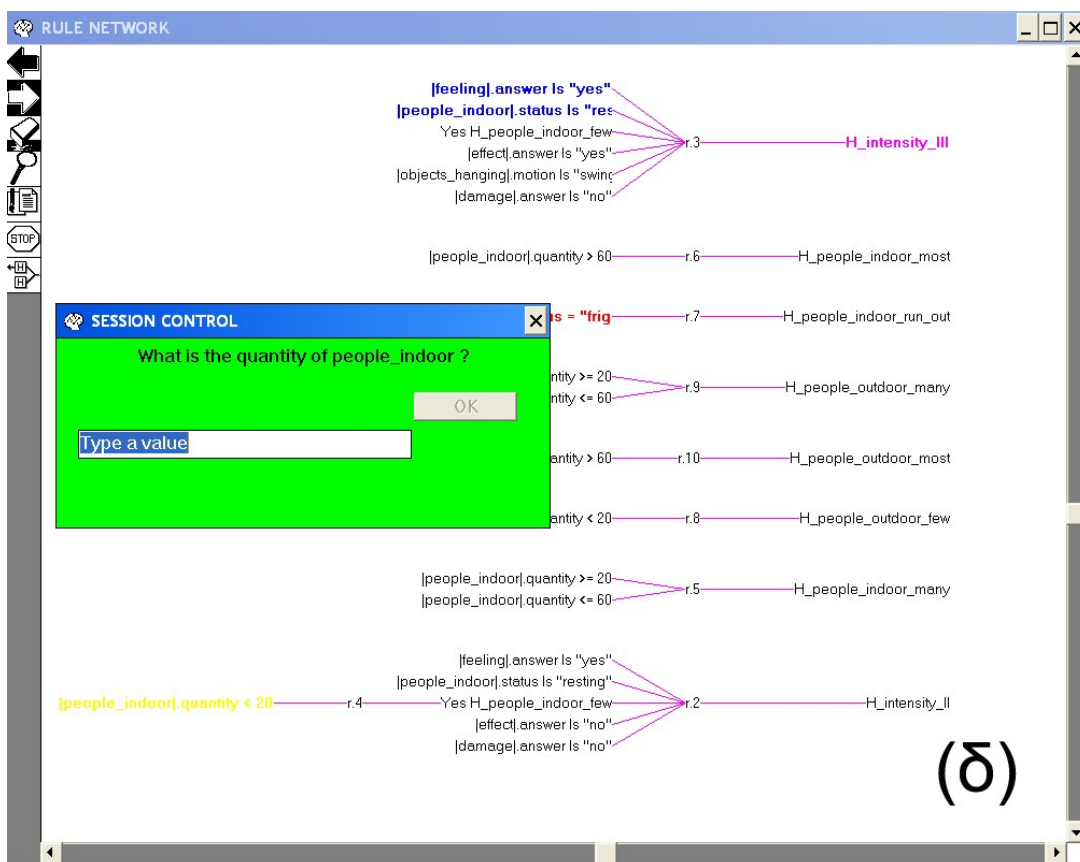 RULE NETWORK
|feeling|.answer Is "yes"
|people_indoor|.status Is "res
Yes H_people_indoor_few
|effect|.answer Is "yes"
|objects_hanging|.motion Is "swing
|damage|.answer Is "no"
r.3
H_intensity_III
|people_indoor|.quantity > 60
r.6
H_people_indoor_most
STOP
H
H
SESSION CONTROL
What is the quantity of people_indoor ?
OK
Type a value
us = "frig
r.7
H_people_indoor_run_out
ntity >= 20
ntity <= 60
r.9
H_people_outdoor_many
antity > 60
r.10
H_people_outdoor_most
antity < 20
r.8
H_people_outdoor_few
|people_indoor|.quantity >= 20
|people_indoor|.quantity <= 60
r.5
H_people_indoor_many
|people_indoor|.quantity < 20
r.4
|feeling|.answer Is "yes"
|people_indoor|.status Is "resting"
Yes H_people_indoor_few
|effect|.answer Is "no"
|damage|.answer Is "no"
r.2
H_intensity_II
(δ)